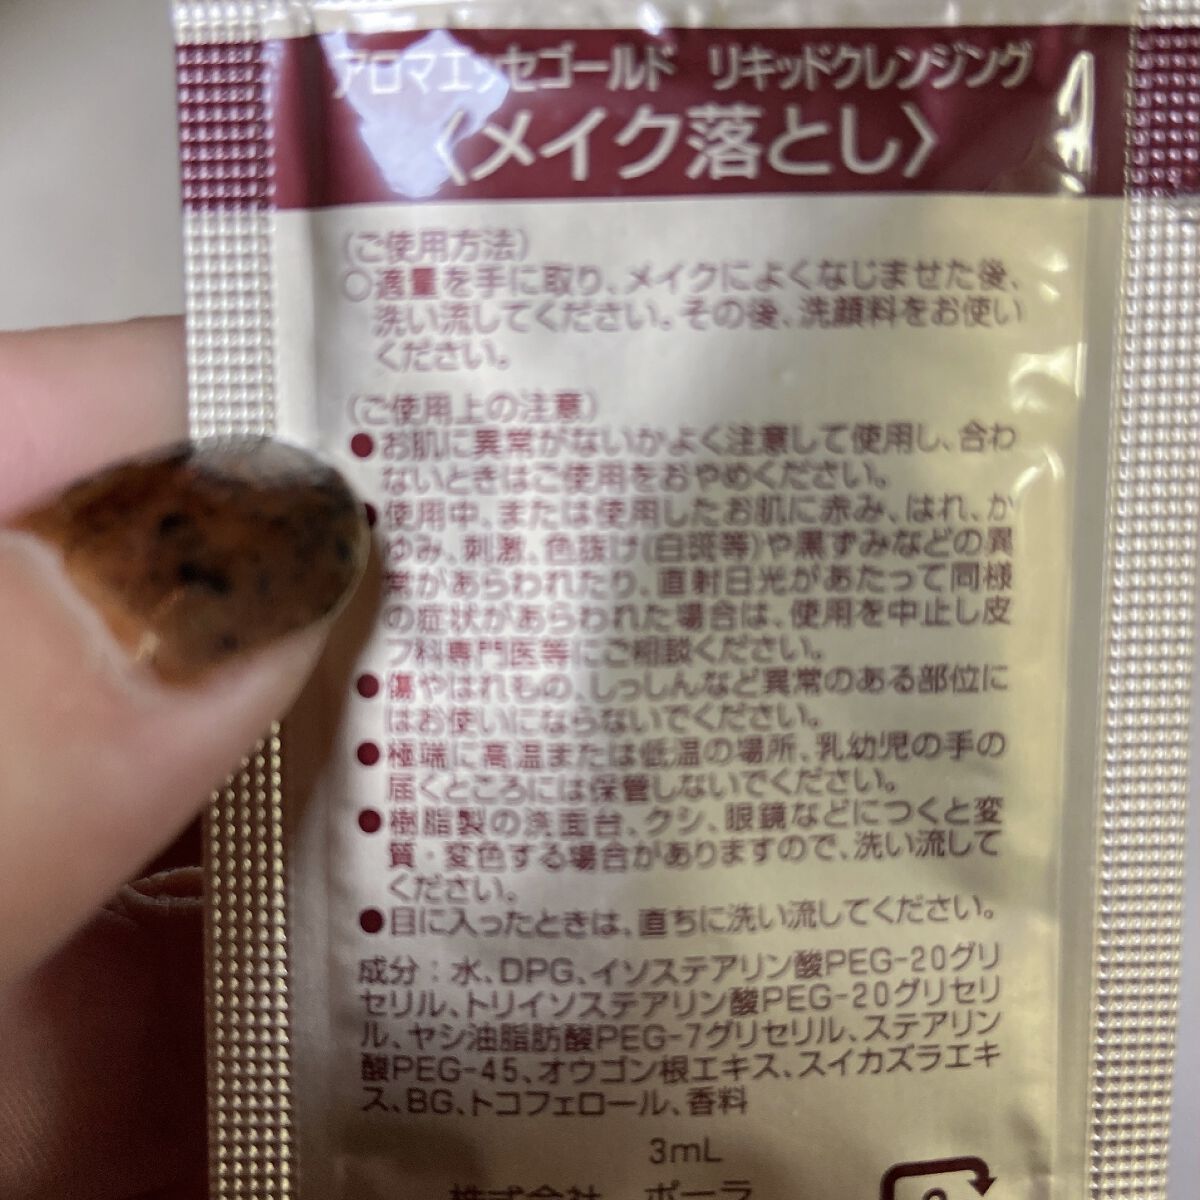 アロマエッセゴールド リキッドクレンジング
〈メイク落とし〉
(ご使用方法)
○適量を手に取り、メイクによくなじませた後、
洗い流してください。その後、洗顔料をお使い
ください。
(ご使用上の注意)
●お肌に異常がないかよく注意して使用し、合わ
ないときはご使用をおやめください。
●使用中、または使用したお肌に赤み、はれ、か
ゆみ、刺激、色抜け(白斑等)や黒ずみなどの異
常があらわれたり、直射日光があたって同様
の症状があらわれた場合は、使用を中止し皮
フ科専門医等にご相談ください。
●傷やはれもの、しっしんなど異常のある部位に
はお使いにならないでください。
●極端に高温または低温の場所、乳幼児の手の
届くところには保管しないでください。
●樹脂製の洗面台、クシ、眼鏡などにつくと変
質・変色する場合がありますので、洗い流して
ください。
●目に入ったときは、直ちに洗い流してください。
成分：水、DPG、イソステアリン酸PEG-20グリ
セリル、トリイソステアリン酸PEG-20グリセリ
ル、ヤシ油脂肪酸PEG-7グリセリル、ステアリン
酸PEG-45、オウゴン根エキス、スイカズラエキ
ス、BG、トコフェロール、香料
3mL
株式会社 ポーラ